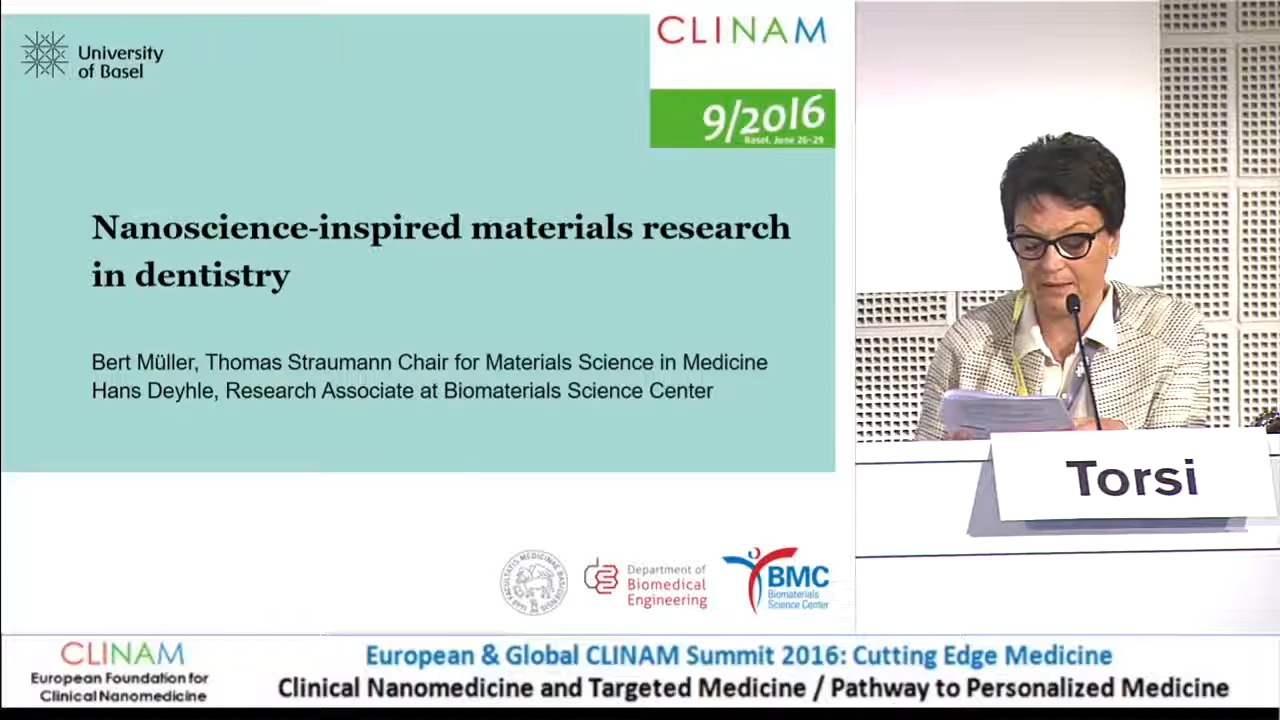 University
of Basel
CLINAM
9/2016
Basel, June 26-29
Nanoscience-inspired materials research
in dentistry
Bert Müller, Thomas Straumann Chair for Materials Science in Medicine
Hans Deyhle, Research Associate at Biomaterials Science Center
Department of
Biomedical
Engineering
BMC
Biomaterials
Science Center
Torsi
CLINAM
European Foundation for
Clinical Nanomedicine
European & Global CLINAM Summit 2016: Cutting Edge Medicine
Clinical Nanomedicine and Targeted Medicine / Pathway to Personalized Medicine